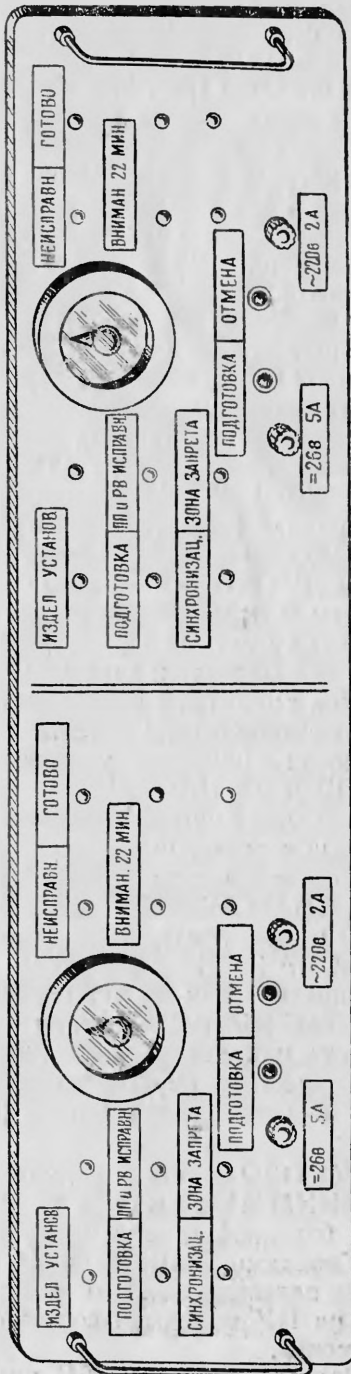 ИЗДЕЛ УСТАНСВ
НЕИСПРАВН. ГОТОВО
ПОДГОТОВКА ПП и РВ ИСПРАВН
ВНИМАН. 22 МИН.
СИНХРОНИЗАЦ. ЗОНА ЗАПРЕТА
ПОДГОТОВКА ОТМЕНА
=26в 5А
~220в 2А
ИЗДЕЛ УСТАНОВ
НЕИСПРАВН ГОТОВО
ПОДГОТОВКА ПП и РВ ИСПРАВН
ВНИМАН 22 МИН
СИНХРОНИЗАЦ. ЗОНА ЗАПРЕТА
ПОДГОТОВКА ОТМЕНА
=26в 5А
~220в 2А